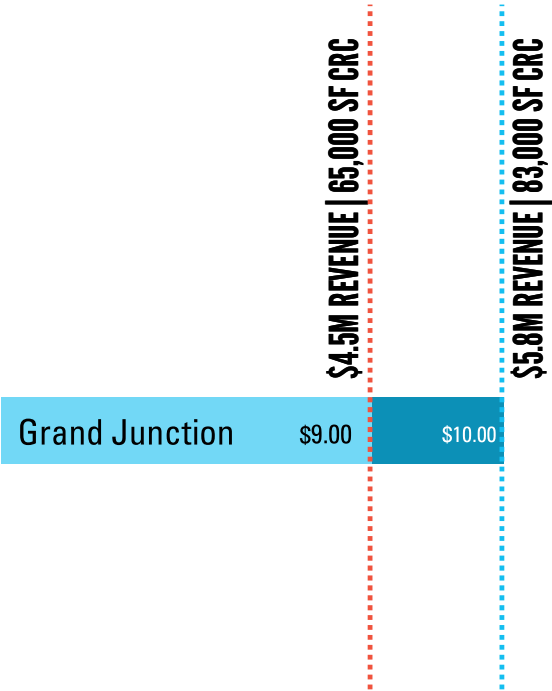 $4.5M REVENUE | 65,000 SF CRC
$5.8M REVENUE | 83,000 SF CRC
Grand Junction $9.00 $10.00